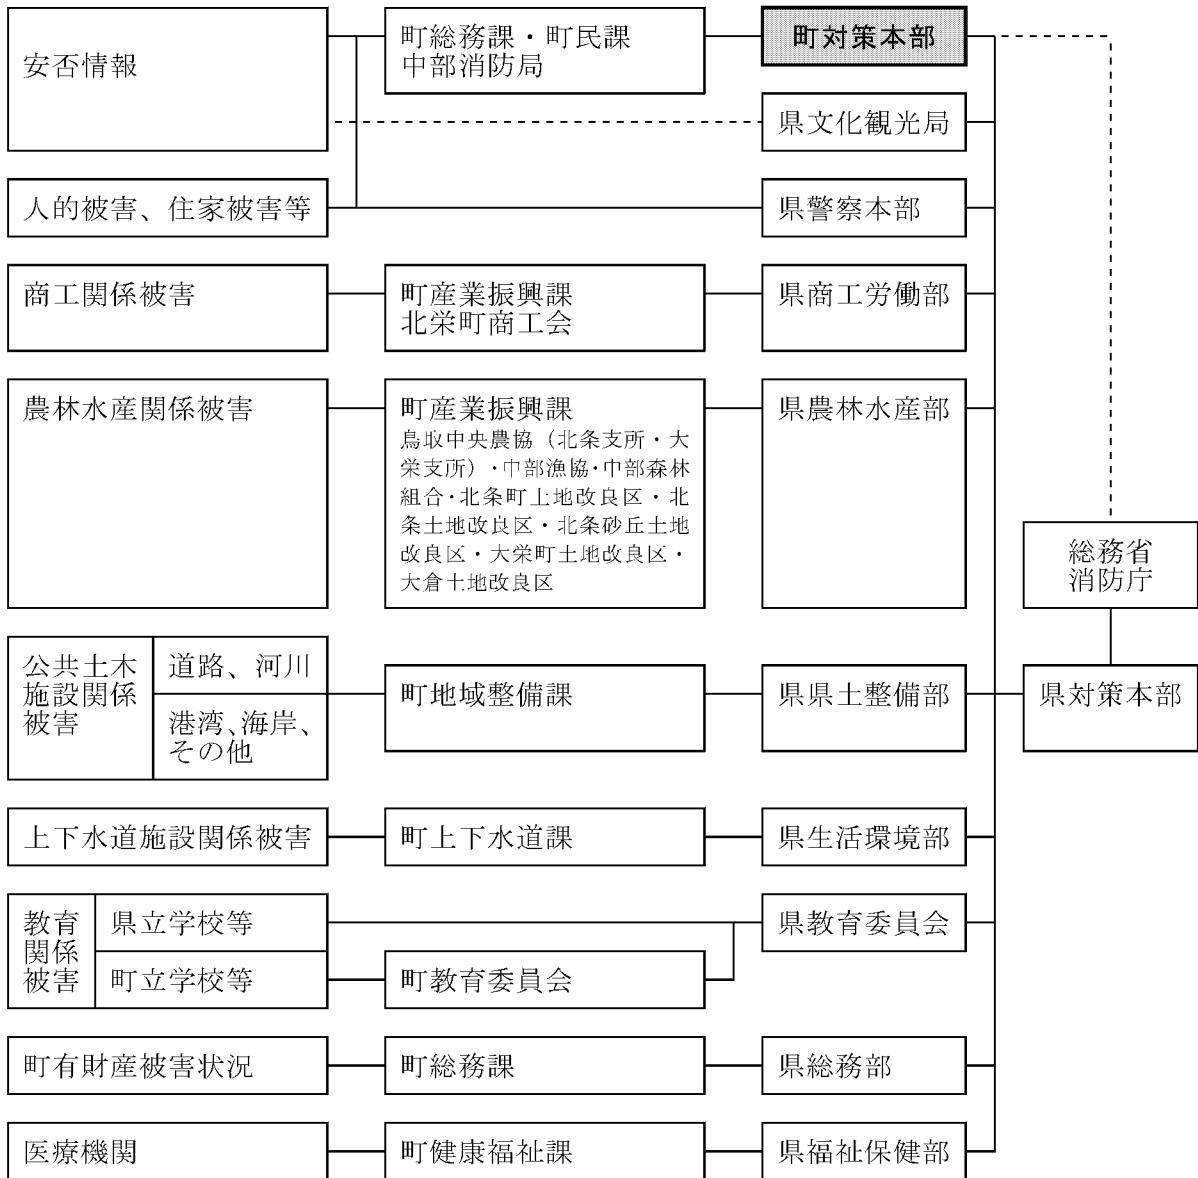 安否情報
町総務課・町民課
中部消防局
町対策本部
県文化観光局
人的被害、住家被害等
県警察本部
商工関係被害
町産業振興課
北栄町商工会
県商工労働部
農林水産関係被害
町産業振興課
鳥取中央農協（北条支所・大
栄支所）・中部漁協・中部森林
組合・北条町土地改良区・北
条土地改良区・北条砂丘土地
改良区・大栄町土地改良区・
大倉土地改良区
県農林水産部
総務省
消防庁
公共土木
施設関係
被害
道路、河川
港湾、海岸、
その他
町地域整備課
県県土整備部
県対策本部
上下水道施設関係被害
町上下水道課
県生活環境部
教育
関係
被害
県立学校等
県教育委員会
町立学校等
町教育委員会
町有財産被害状況
町総務課
県総務部
医療機関
町健康福祉課
県福祉保健部